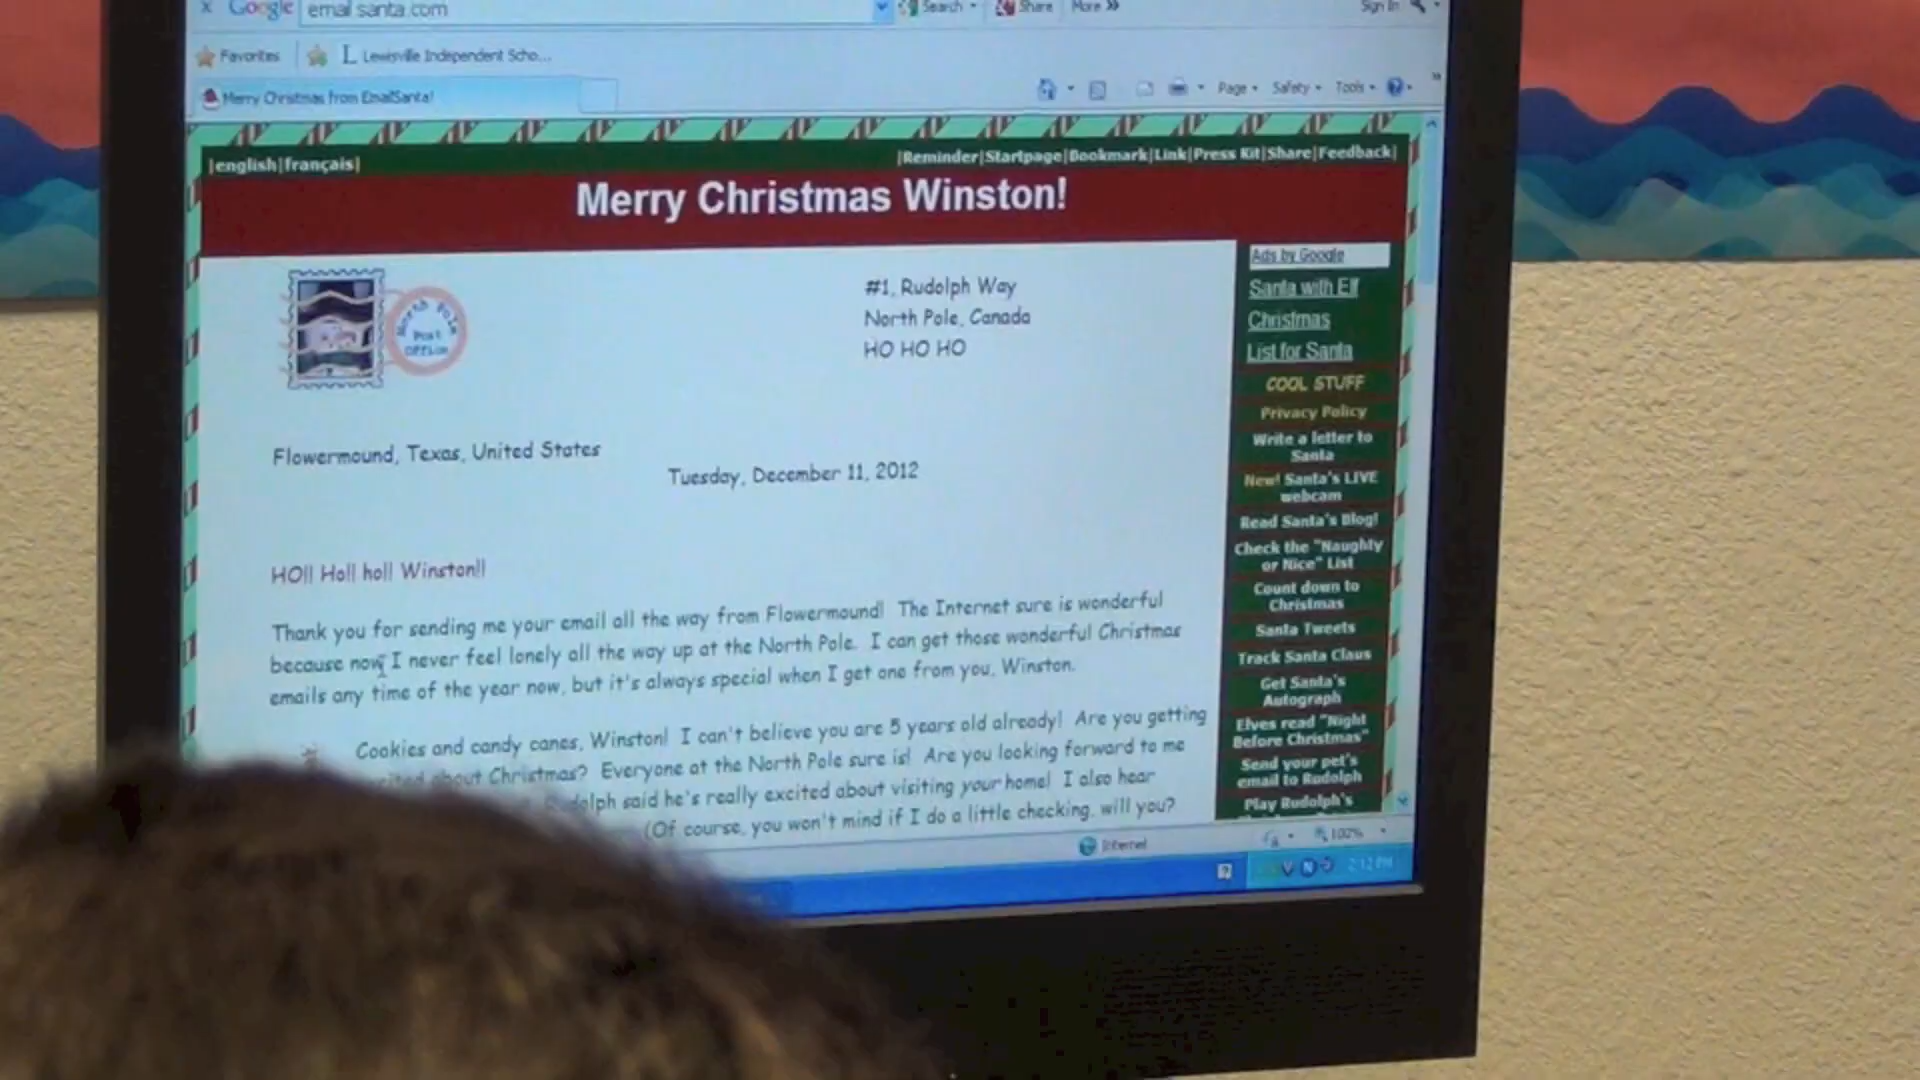 x Google email santa.com Search Share More » Sign In
Favorites L Lewisville Independent Scho...
Merry Christmas from EmailSanta! Page Safety Tools
|english|français|
|Reminder|Startpage|Bookmark|Link|Press Kit|Share|Feedback|
Merry Christmas Winston!
North Pole
Post
Office
#1, Rudolph Way
North Pole, Canada
HO HO HO
Flowermound, Texas, United States
Tuesday, December 11, 2012
HO!! Ho!! ho!! Winston!!
Thank you for sending me your email all the way from Flowermound! The Internet sure is wonderful
because now I never feel lonely all the way up at the North Pole. I can get those wonderful Christmas
emails any time of the year now, but it's always special when I get one from you, Winston.
Cookies and candy canes, Winston! I can't believe you are 5 years old already! Are you getting
about Christmas? Everyone at the North Pole sure is! Are you looking forward to me
said he's really excited about visiting your home! I also hear
(Of course, you won't mind if I do a little checking, will you?
Ads by Google
Santa with Elf
Christmas
List for Santa
COOL STUFF
Privacy Policy
Write a letter to
Santa
New! Santa's LIVE
webcam
Read Santa's Blog!
Check the "Naughty
or Nice" List
Count down to
Christmas
Santa Tweets
Track Santa Claus
Get Santa's
Autograph
Elves read "Night
Before Christmas"
Send your pet's
email to Rudolph
Play Rudolph's
Internet 100%
2:12 PM